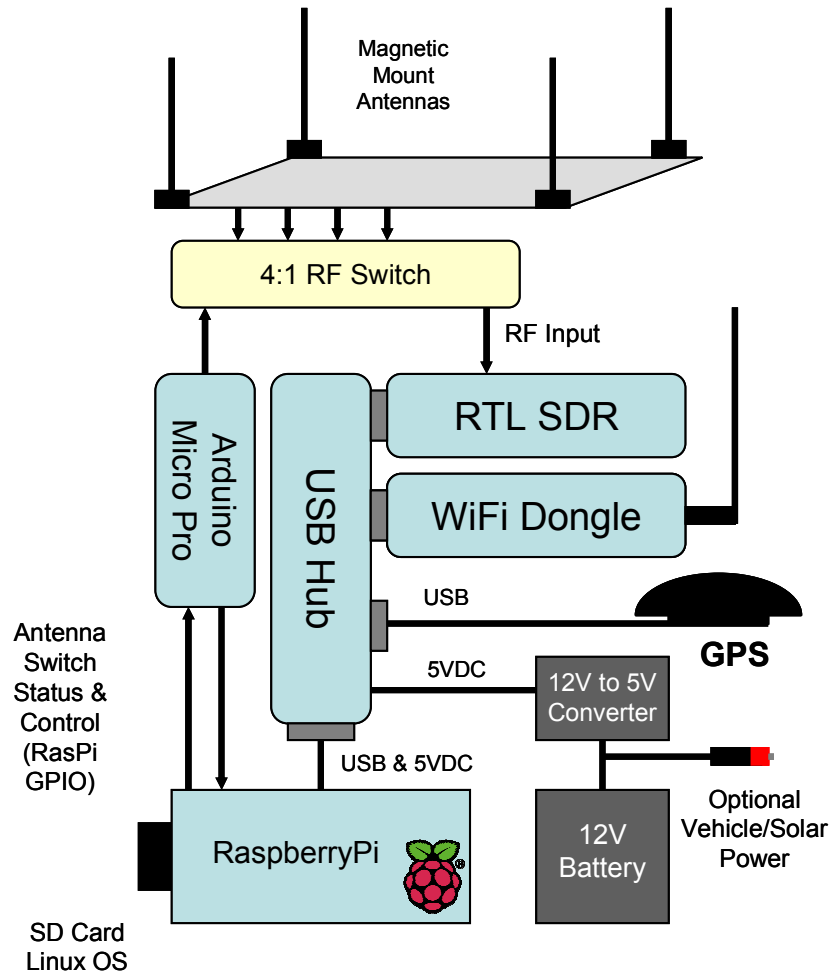 Magnetic
Mount
Antennas
4:1 RF Switch
RF Input
Arduino
Micro Pro
USB Hub
RTL SDR
WiFi Dongle
USB
GPS
Antenna
Switch
Status &
Control
(RasPi
GPIO)
5VDC
12V to 5V
Converter
USB & 5VDC
Optional
Vehicle/Solar
Power
RaspberryPi
®
12V
Battery
SD Card
Linux OS